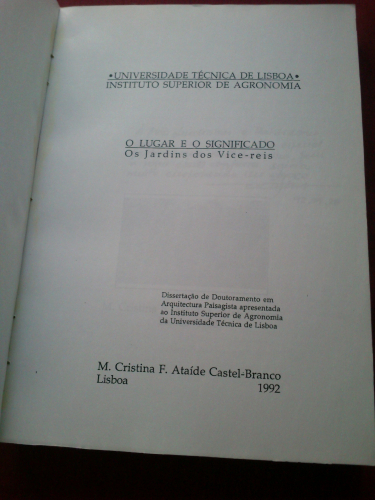 •UNIVERSIDADE TÉCNICA DE LISBOA•
INSTITUTO SUPERIOR DE AGRONOMIA
O LUGAR E O SIGNIFICADO
Os Jardins dos Vice-reis
Dissertação de Doutoramento em
Arquitectura Paisagista apresentada
ao Instituto Superior de Agronomia
da Universidade Técnica de Lisboa
M. Cristina F. Ataíde Castel-Branco
Lisboa 1992